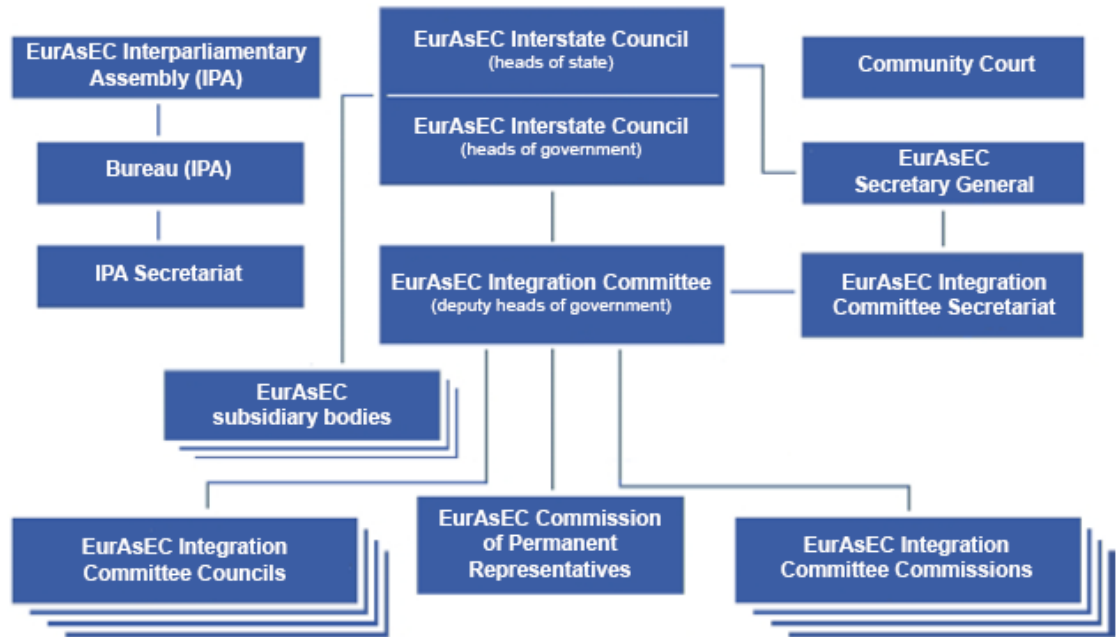 EurAsEC Interparliamentary
Assembly (IPA)
EurAsEC Interstate Council
(heads of state)
Community Court
EurAsEC Interstate Council
(heads of government)
Bureau (IPA)
EurAsEC
Secretary General
IPA Secretariat
EurAsEC Integration Committee
(deputy heads of government)
EurAsEC Integration
Committee Secretariat
EurAsEC
subsidiary bodies
EurAsEC Integration
Committee Councils
EurAsEC Commission
of Permanent
Representatives
EurAsEC Integration
Committee Commissions